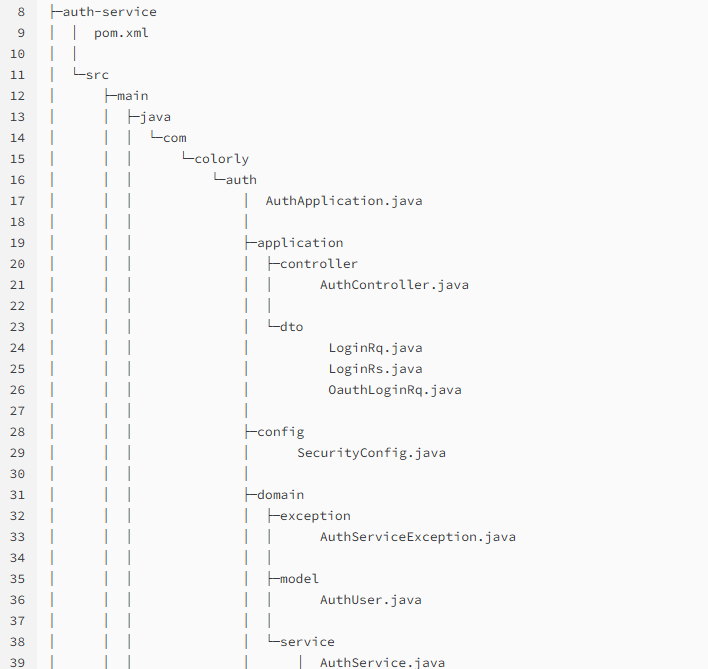 8 ├─auth-service
9 │ │ pom.xml
10 │ │
11 │ └─src
12 │ ├─main
13 │ │ ├─java
14 │ │ │ └─com
15 │ │ │ └─colorly
16 │ │ │ └─auth
17 │ │ │ │ AuthApplication.java
18 │ │ │ │
19 │ │ │ ├─application
20 │ │ │ │ ├─controller
21 │ │ │ │ │ AuthController.java
22 │ │ │ │ │
23 │ │ │ │ └─dto
24 │ │ │ │ LoginRq.java
25 │ │ │ │ LoginRs.java
26 │ │ │ │ OauthLoginRq.java
27 │ │ │ │
28 │ │ │ ├─config
29 │ │ │ │ SecurityConfig.java
30 │ │ │ │
31 │ │ │ ├─domain
32 │ │ │ │ ├─exception
33 │ │ │ │ │ AuthServiceException.java
34 │ │ │ │ │
35 │ │ │ │ ├─model
36 │ │ │ │ │ AuthUser.java
37 │ │ │ │ │
38 │ │ │ │ └─service
39 │ │ │ │ │ AuthService.java